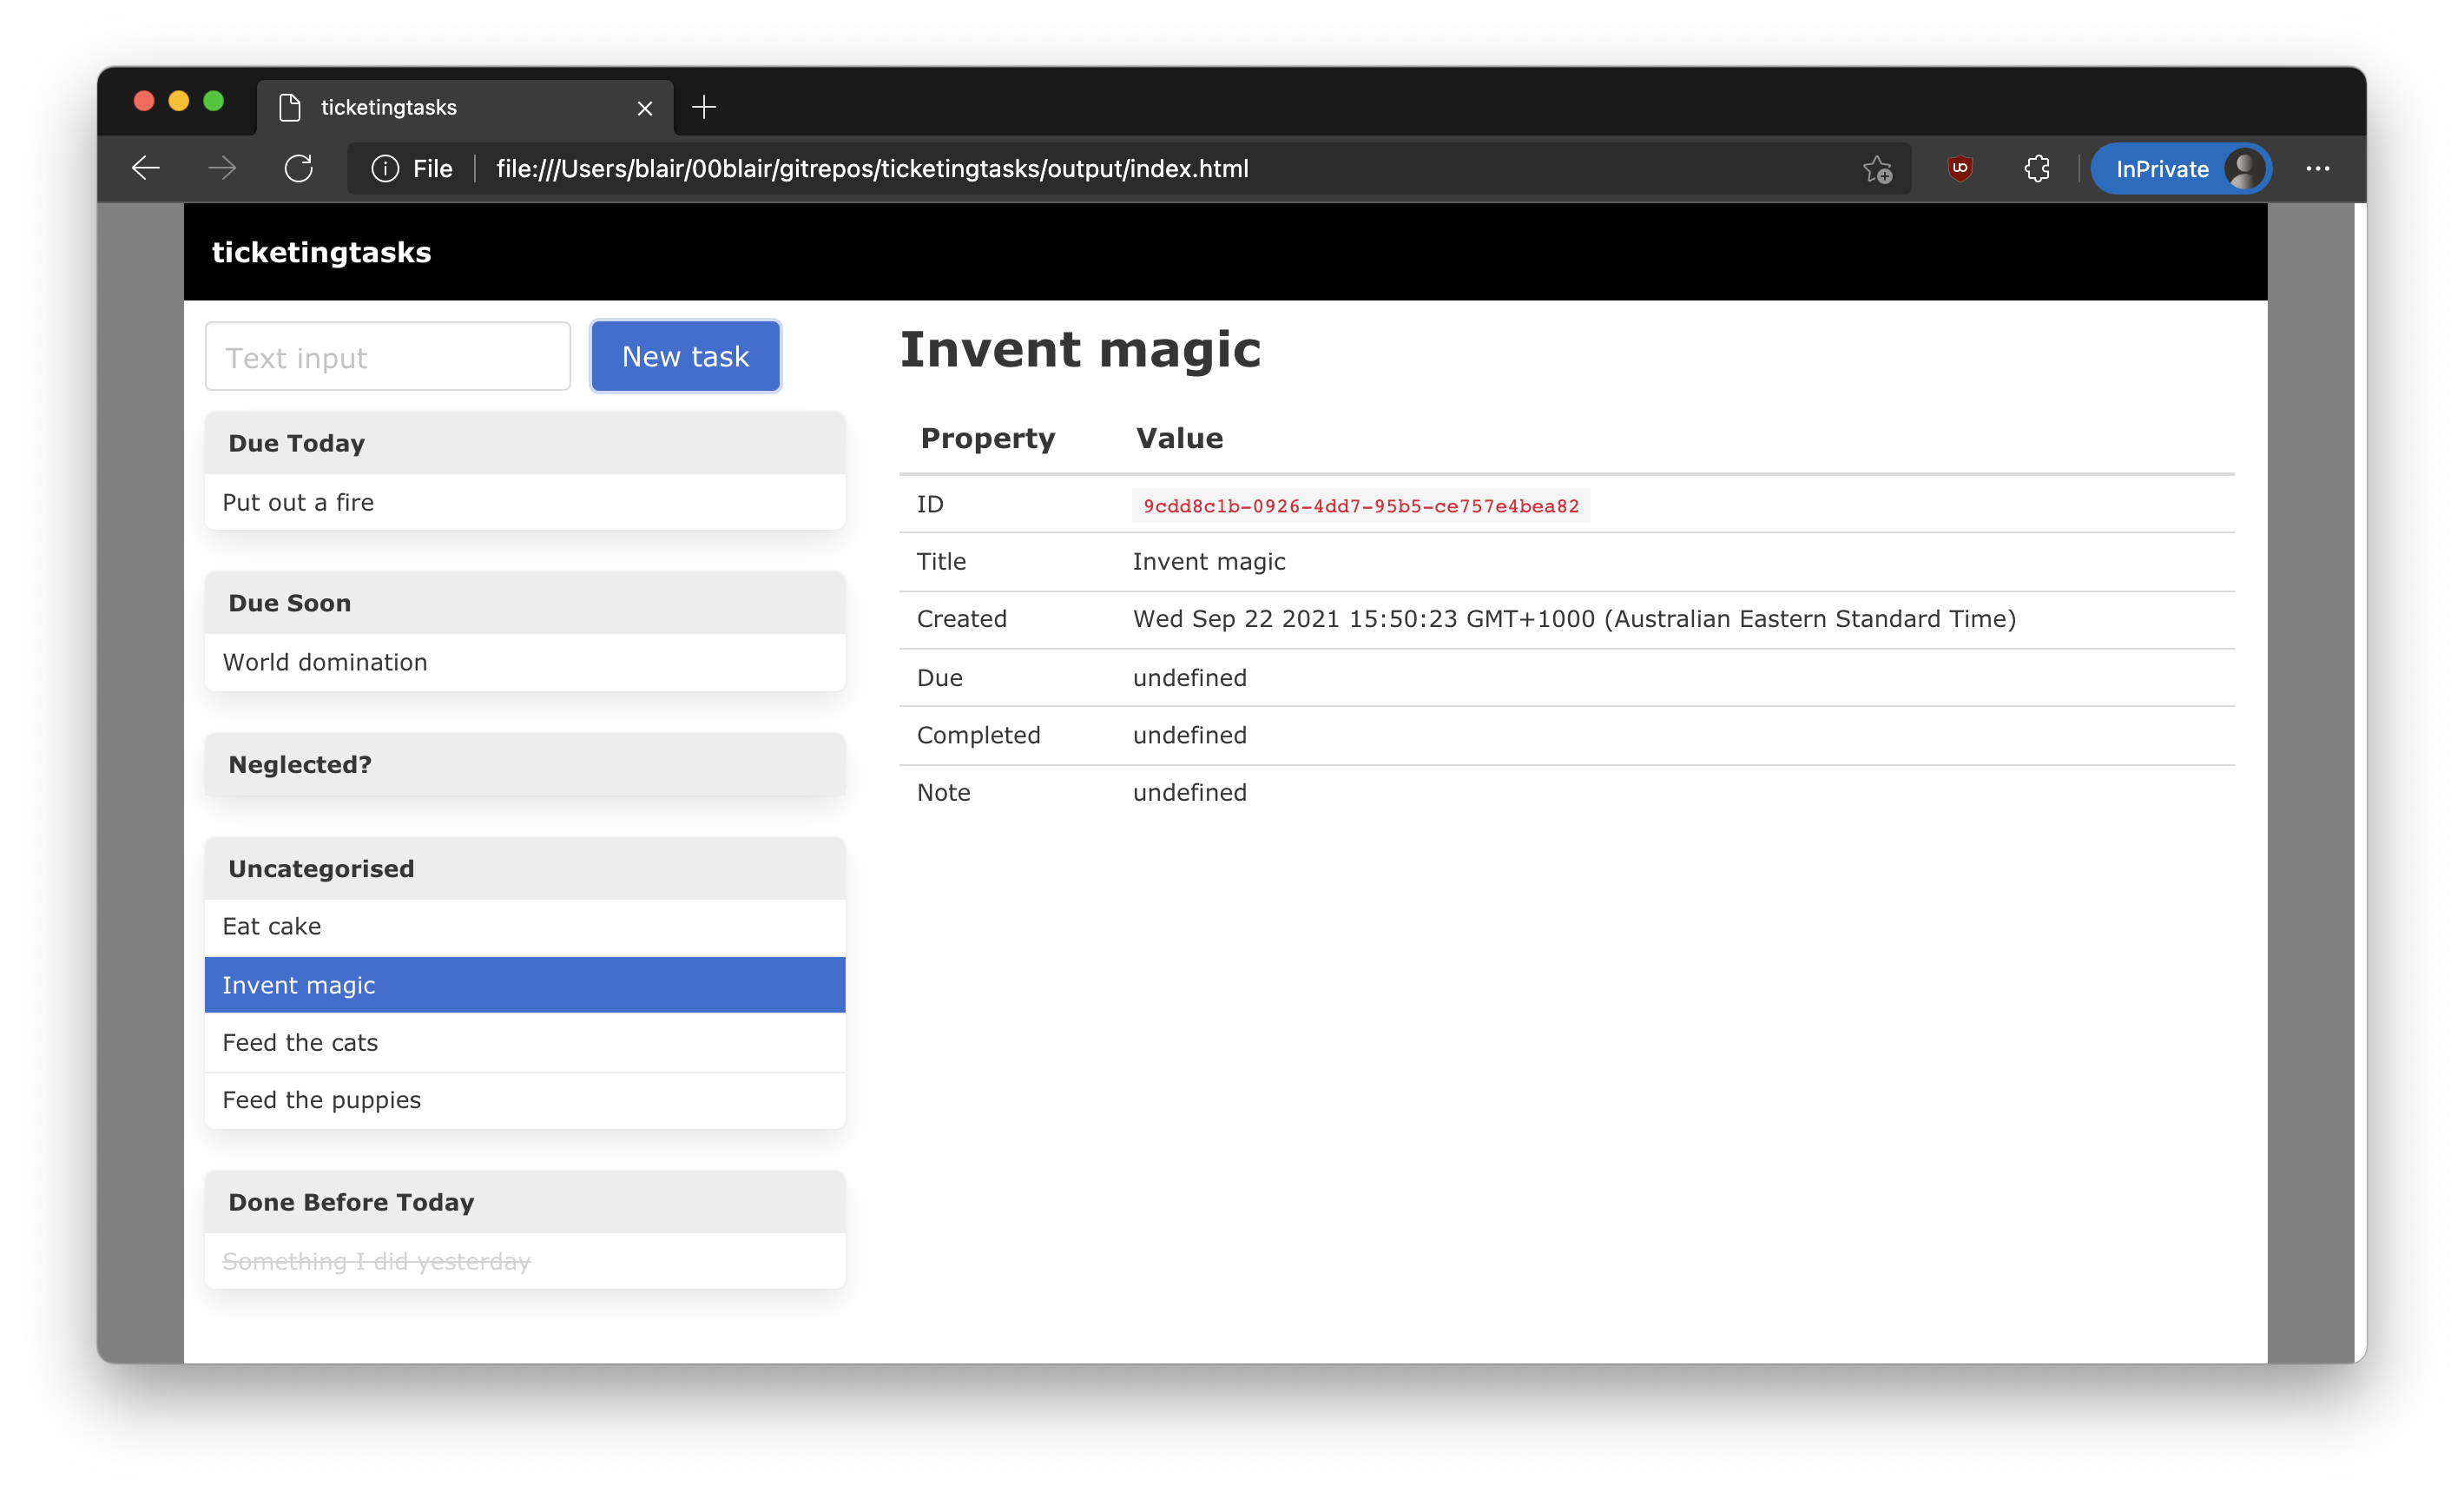 ticketingtasks
File
file:///Users/blair/00blair/gitrepos/ticketingtasks/output/index.html
InPrivate
ticketingtasks
Text input
New task
Due Today
Put out a fire
Due Soon
World domination
Neglected?
Uncategorised
Eat cake
Invent magic
Feed the cats
Feed the puppies
Done Before Today
Something I did yesterday
Invent magic
Property Value
ID 9cdd8c1b-0926-4dd7-95b5-ce757e4bea82
Title Invent magic
Created Wed Sep 22 2021 15:50:23 GMT+1000 (Australian Eastern Standard Time)
Due undefined
Completed undefined
Note undefined